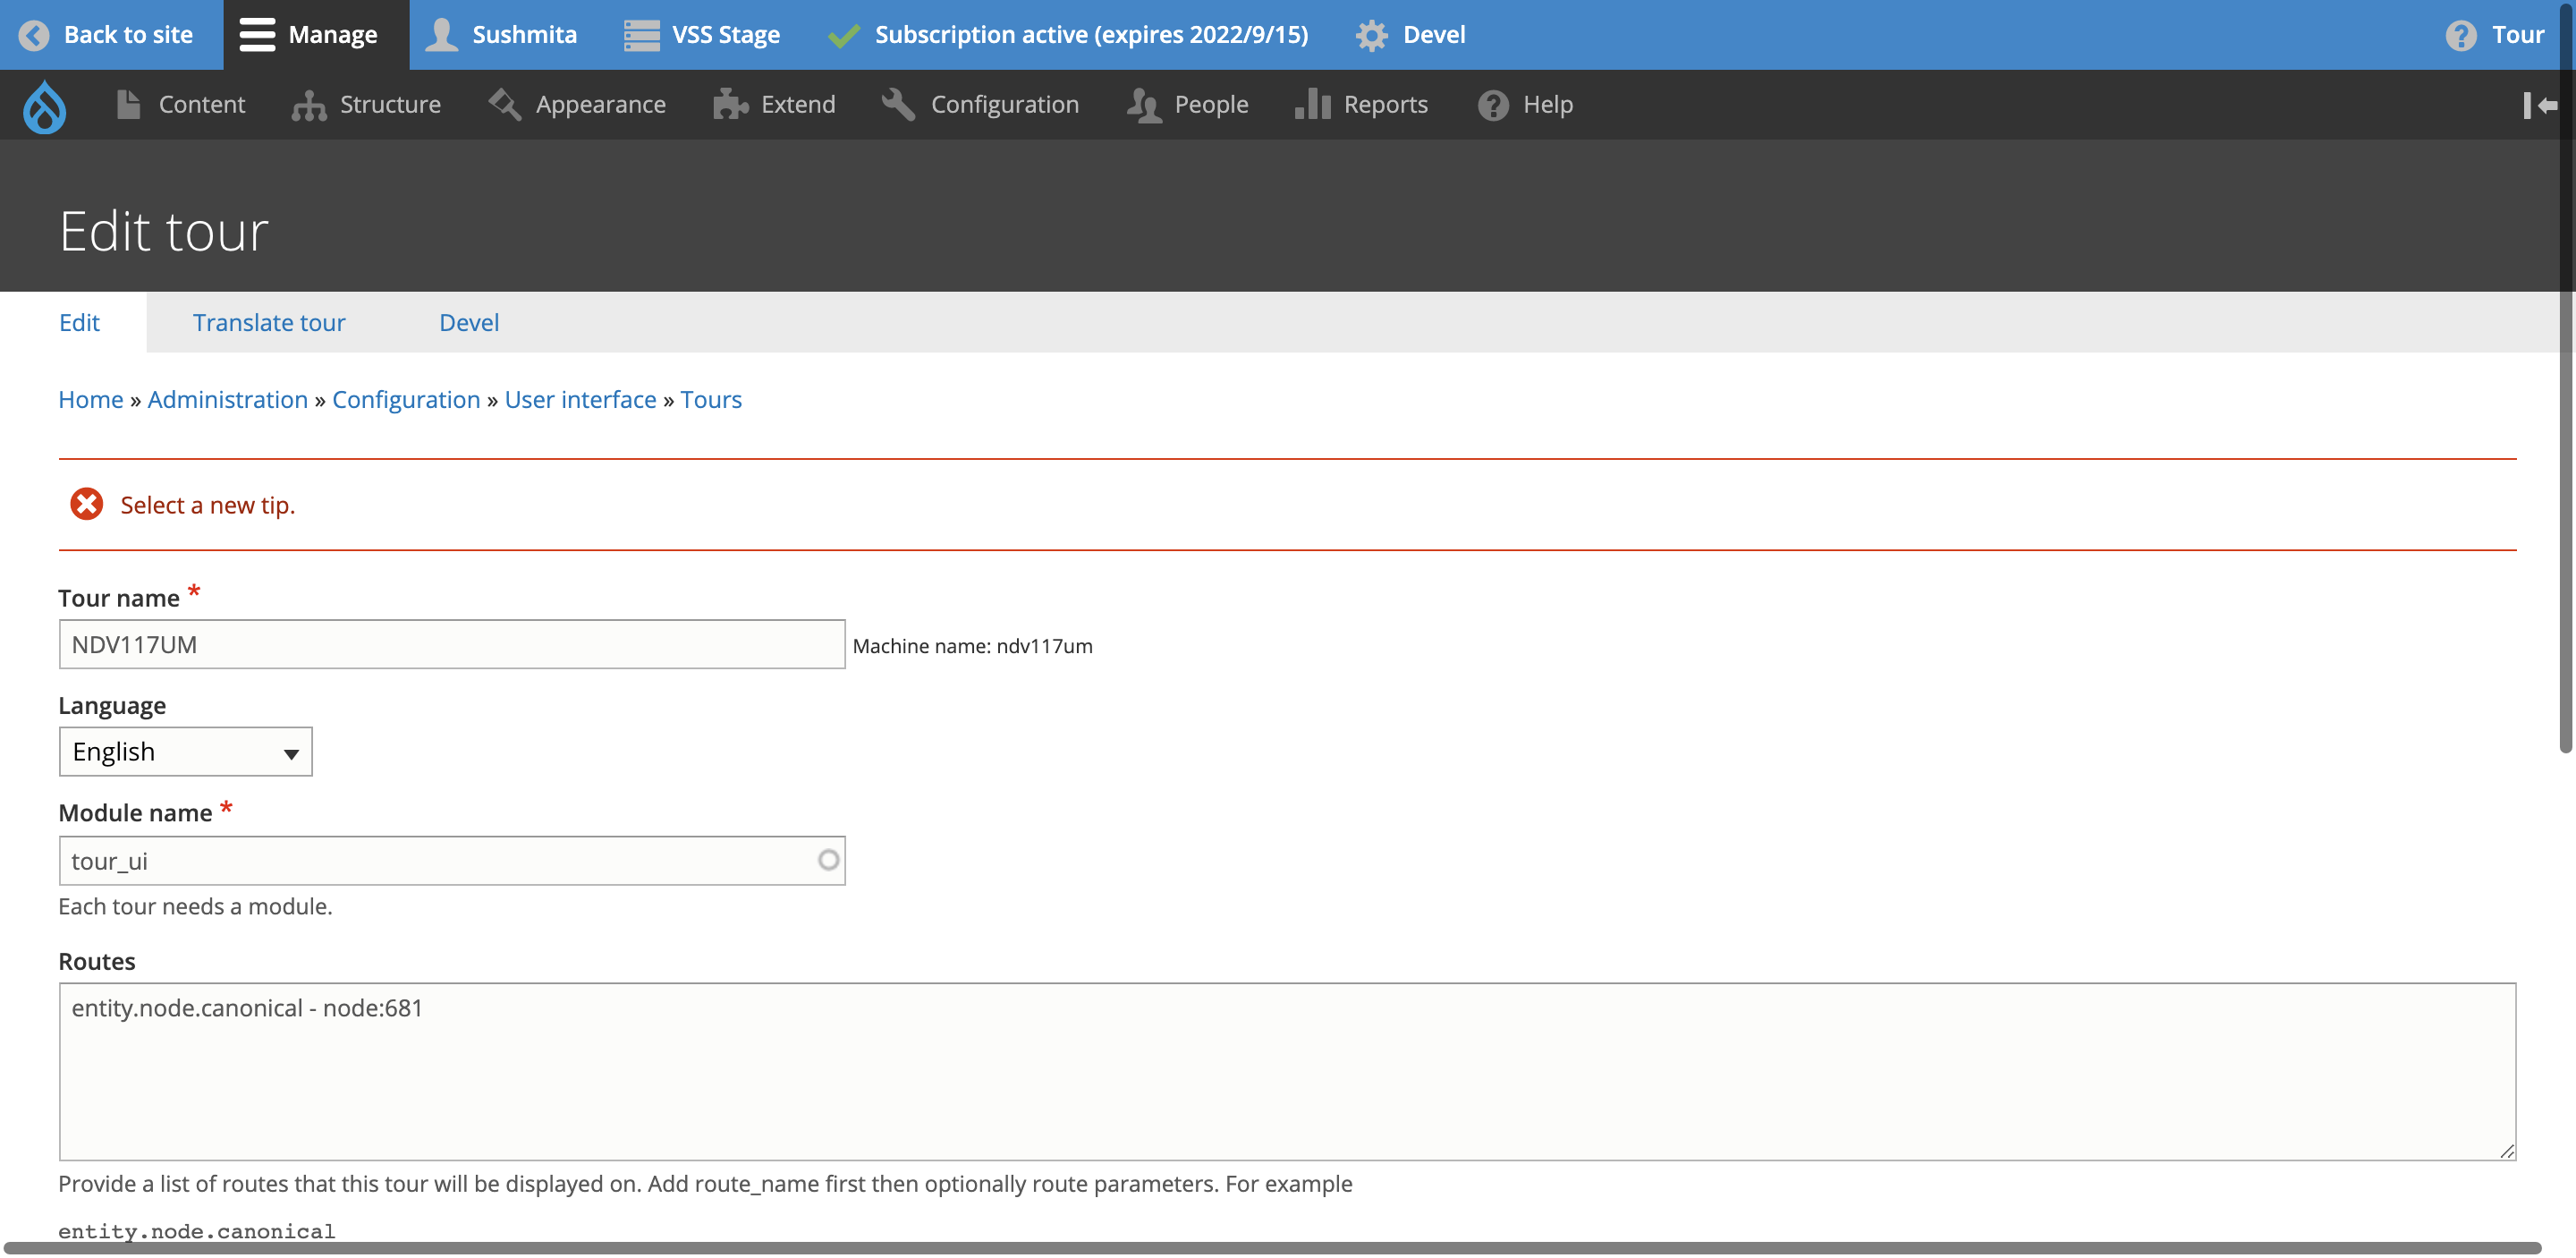 Back to site Manage Sushmita VSS Stage Subscription active (expires 2022/9/15) Devel Tour
Content Structure Appearance Extend Configuration People Reports Help
Edit tour
Edit Translate tour Devel
Home » Administration » Configuration » User interface » Tours
Select a new tip.
Tour name *
NDV117UM Machine name: ndv117um
Language
English
Module name *
tour_ui
Each tour needs a module.
Routes
entity.node.canonical - node:681
Provide a list of routes that this tour will be displayed on. Add route_name first then optionally route parameters. For example
entity.node.canonical